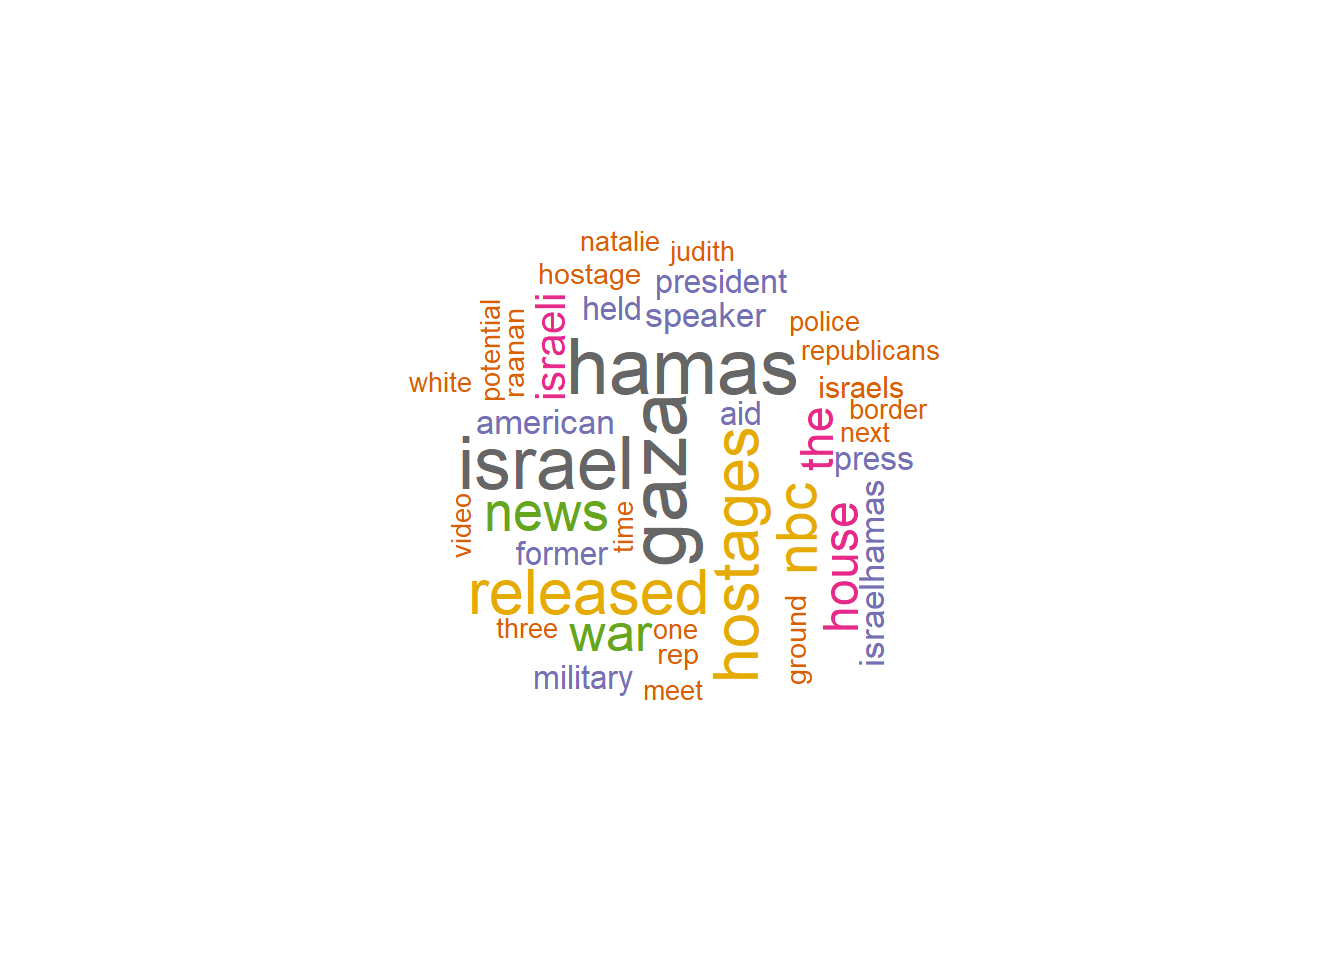 natalie
judith
hostage
president
held
speaker
israeli
potential
raanan
police
hamas
republicans
white
israels
american
aid
border
gaza
the
next
israel
press
hostages
news
nbc
video
time
house
israelhamas
former
released
three
war
one
rep
ground
military
meet